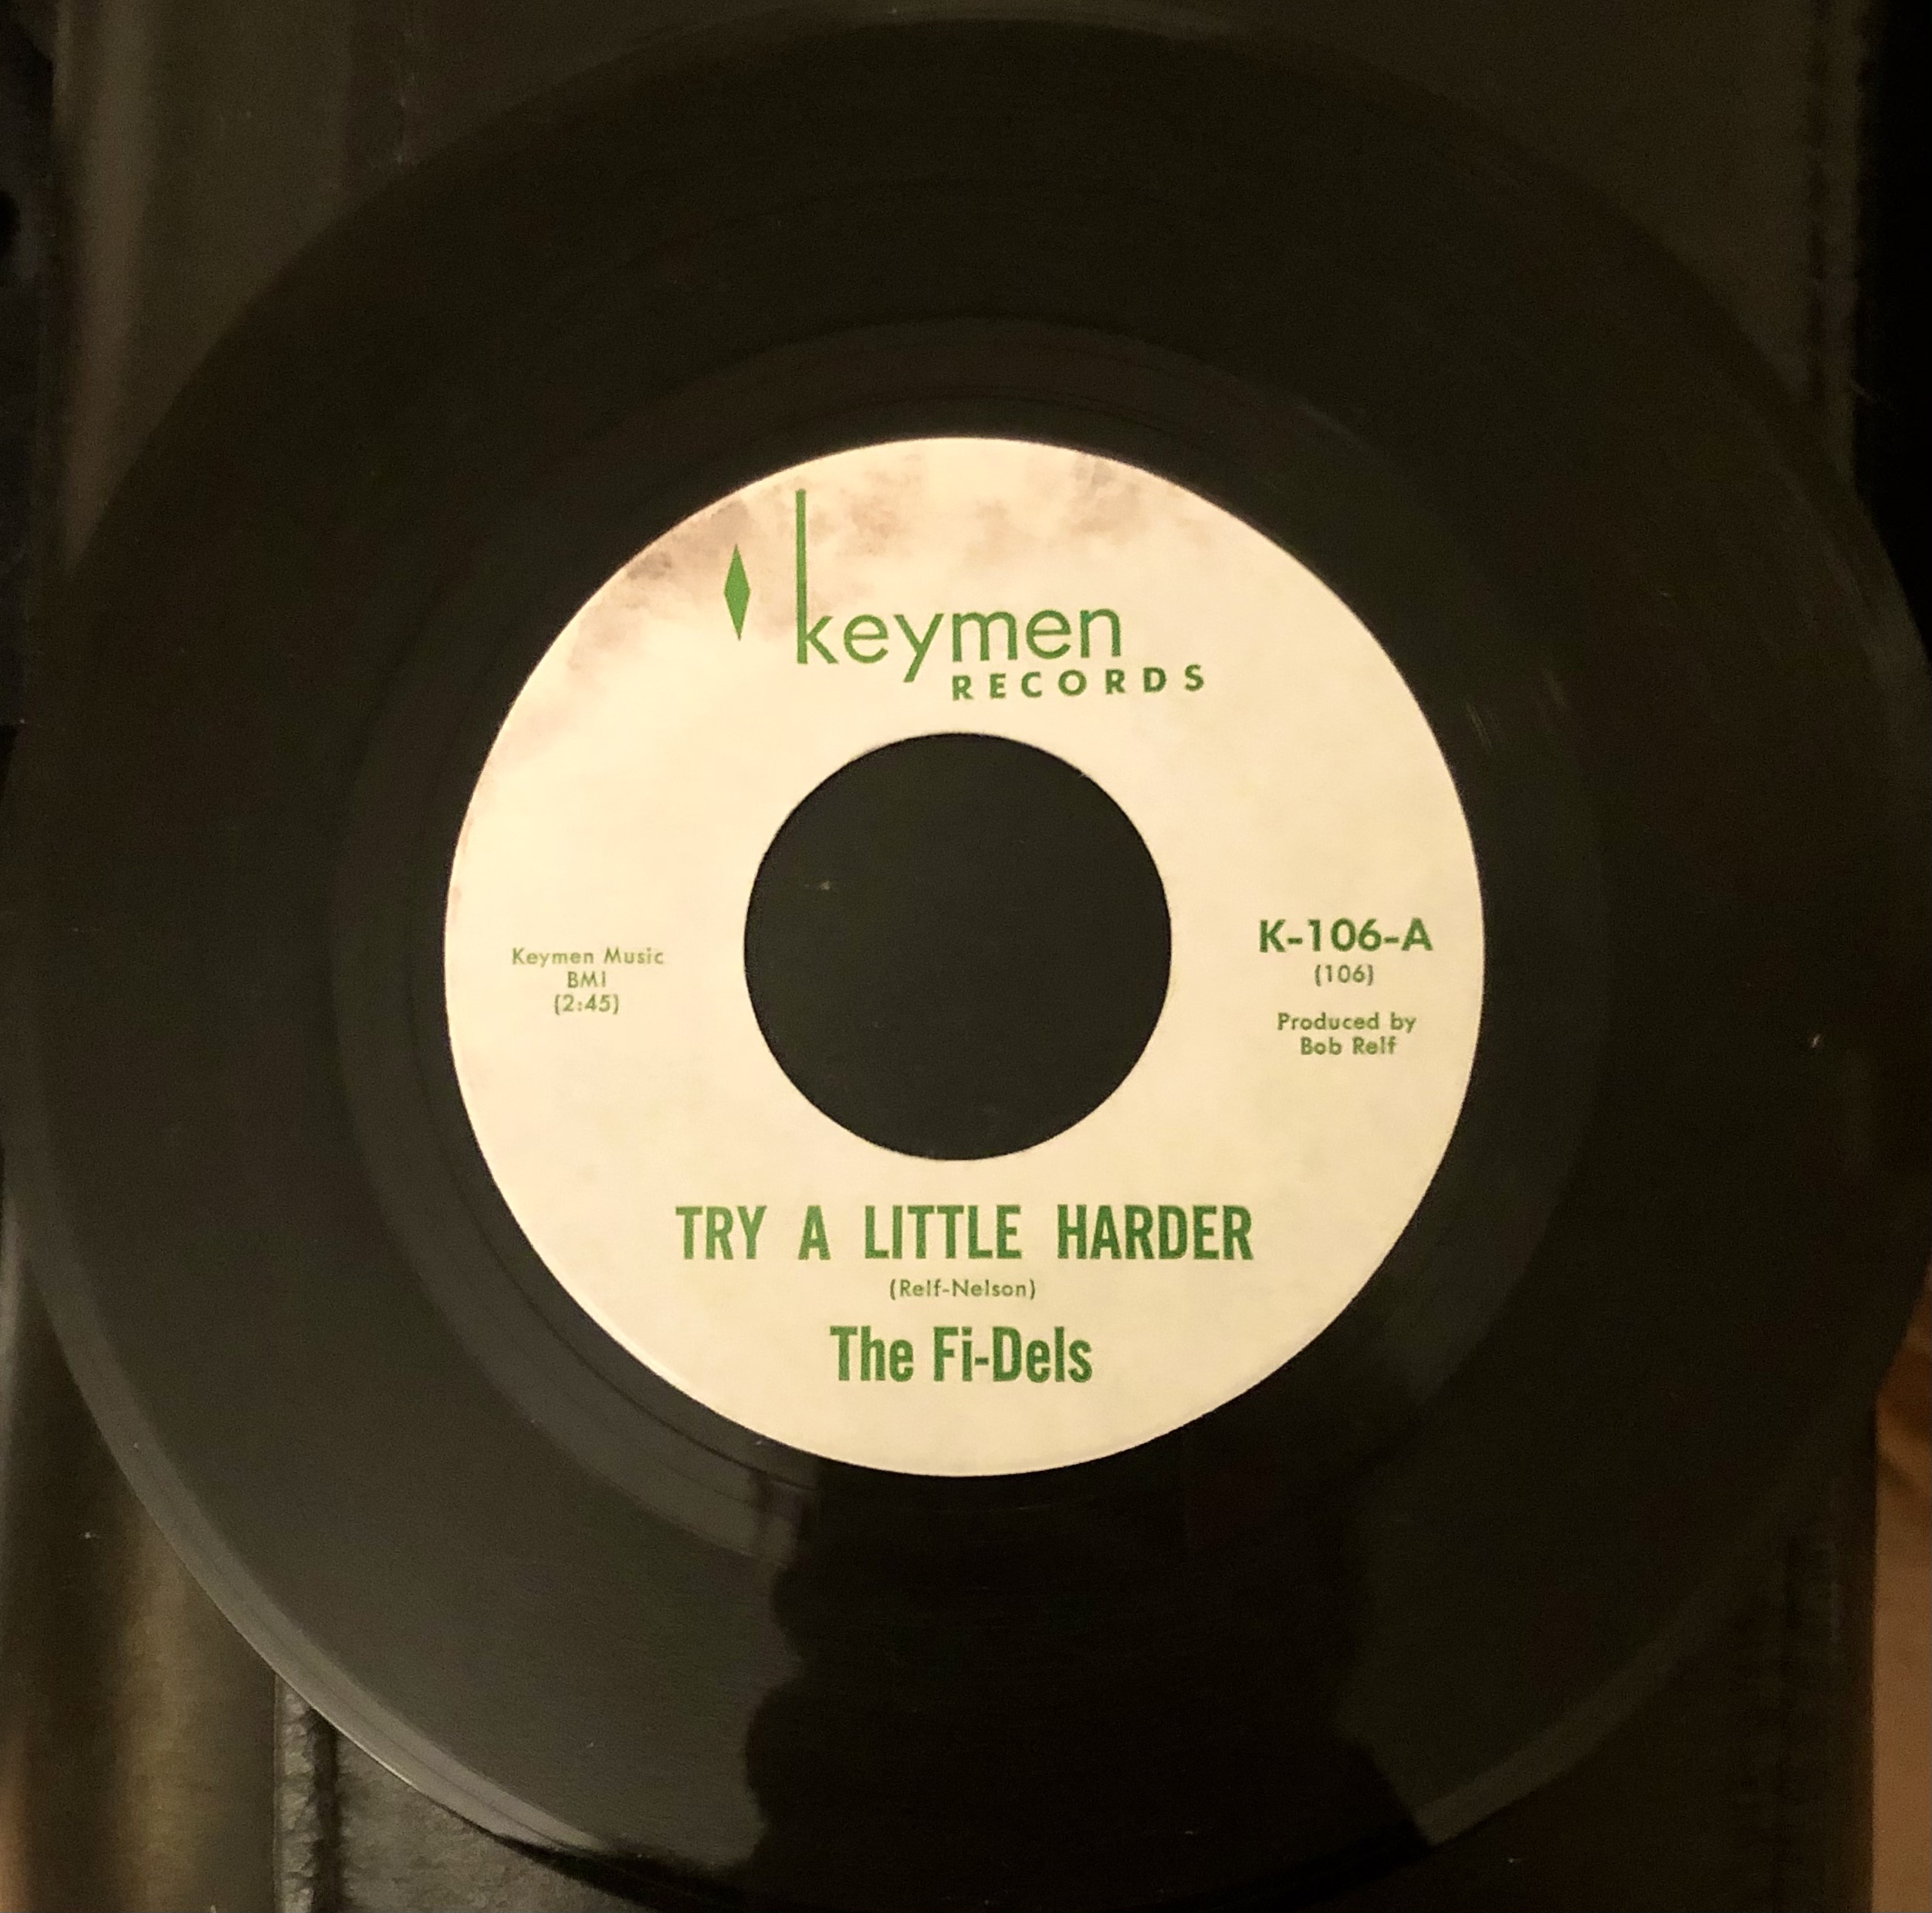 keymen
RECORDS
Keymen Music
BMI
(2:45)
K-106-A
(106)
Produced by
Bob Relf
TRY A LITTLE HARDER
(Relf-Nelson)
The Fi-Dels